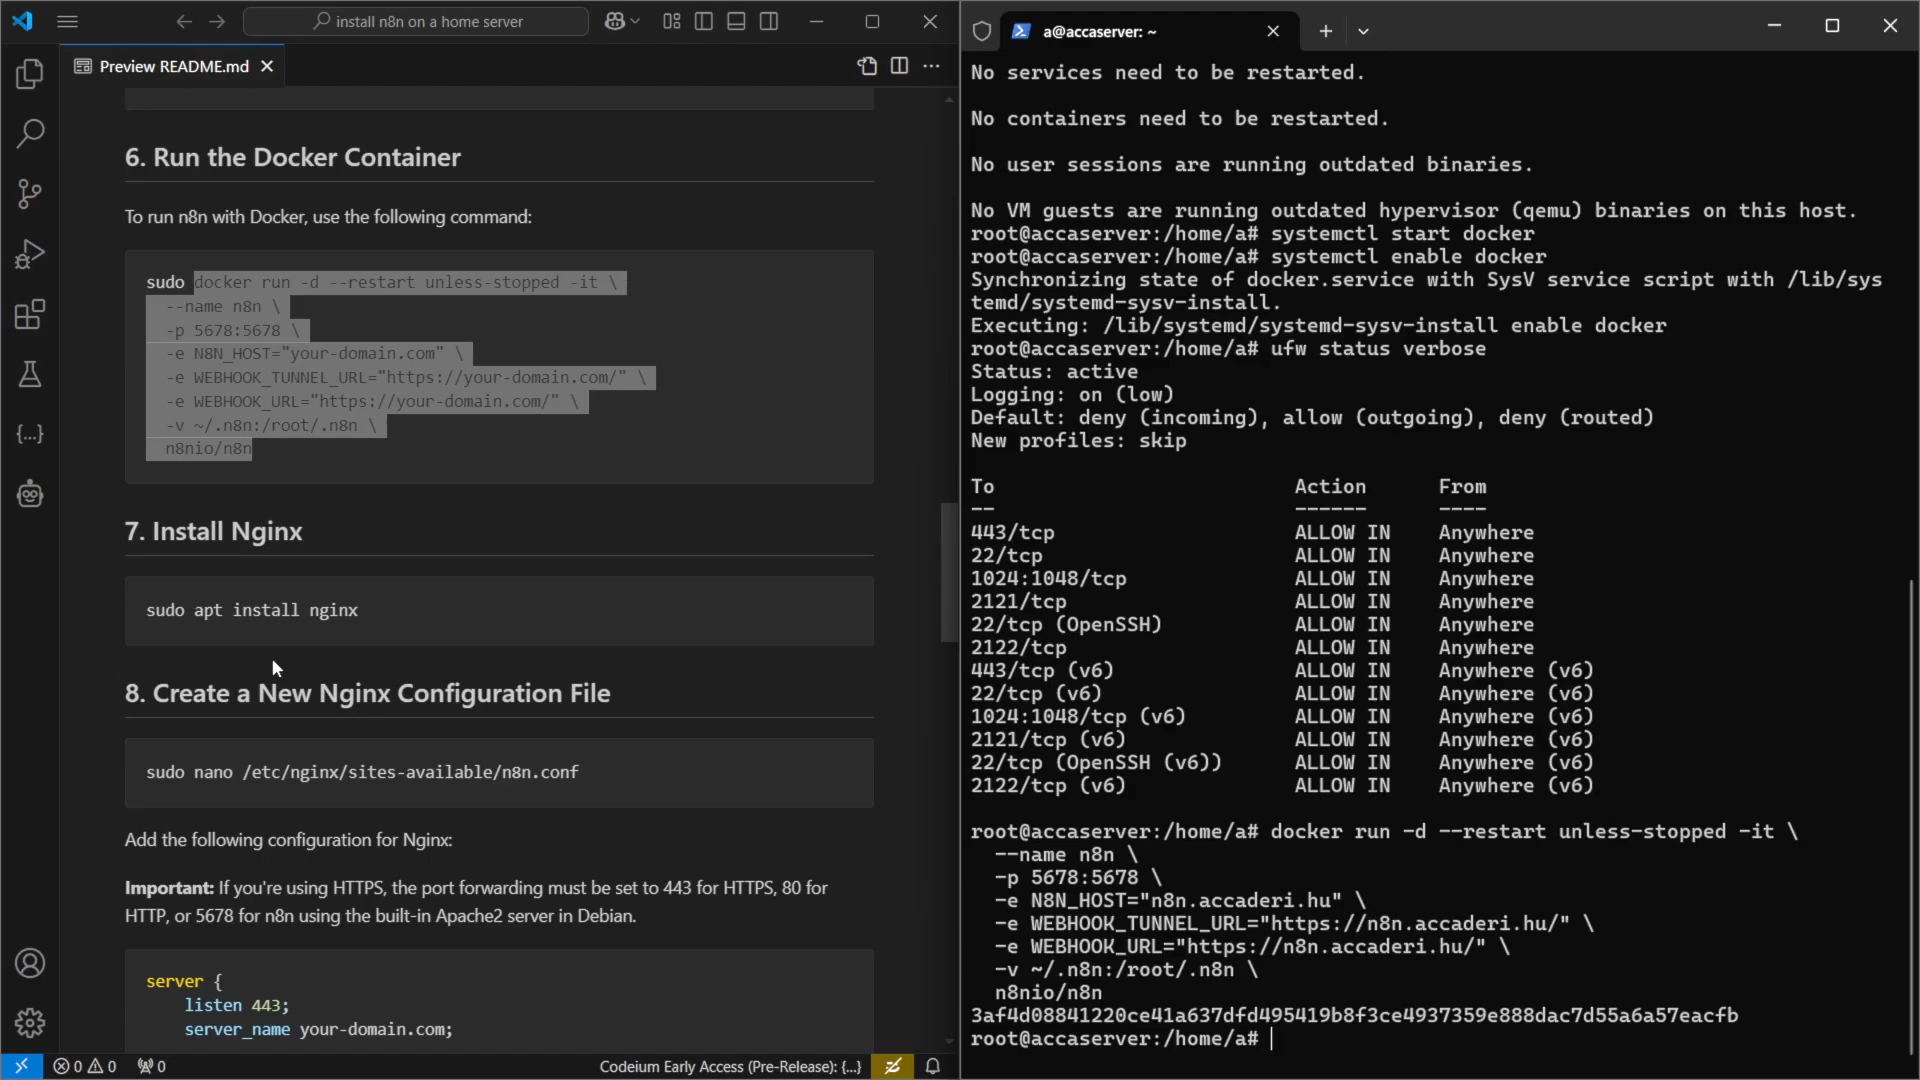 install n8n on a home server
Preview README.md
6. Run the Docker Container
To run n8n with Docker, use the following command:
sudo docker run -d --restart unless-stopped -it \
--name n8n \
-p 5678:5678 \
-e N8N_HOST="your-domain.com" \
-e WEBHOOK_TUNNEL_URL="https://your-domain.com/" \
-e WEBHOOK_URL="https://your-domain.com/" \
-v ~/.n8n:/root/.n8n \
n8nio/n8n
7. Install Nginx
sudo apt install nginx
8. Create a New Nginx Configuration File
sudo nano /etc/nginx/sites-available/n8n.conf
Add the following configuration for Nginx:
Important: If you're using HTTPS, the port forwarding must be set to 443 for HTTPS, 80 for
HTTP, or 5678 for n8n using the built-in Apache2 server in Debian.
server {
listen 443;
server_name your-domain.com;
0 0 0
Codeium Early Access (Pre-Release): {...}
a@accaserver: ~
No services need to be restarted.
No containers need to be restarted.
No user sessions are running outdated binaries.
No VM guests are running outdated hypervisor (qemu) binaries on this host.
root@accaserver:/home/a# systemctl start docker
root@accaserver:/home/a# systemctl enable docker
Synchronizing state of docker.service with SysV service script with /lib/sys
temd/systemd-sysv-install.
Executing: /lib/systemd/systemd-sysv-install enable docker
root@accaserver:/home/a# ufw status verbose
Status: active
Logging: on (low)
Default: deny (incoming), allow (outgoing), deny (routed)
New profiles: skip
To Action From
-- ------ ----
443/tcp ALLOW IN Anywhere
22/tcp ALLOW IN Anywhere
1024:1048/tcp ALLOW IN Anywhere
2121/tcp ALLOW IN Anywhere
22/tcp (OpenSSH) ALLOW IN Anywhere
2122/tcp ALLOW IN Anywhere
443/tcp (v6) ALLOW IN Anywhere (v6)
22/tcp (v6) ALLOW IN Anywhere (v6)
1024:1048/tcp (v6) ALLOW IN Anywhere (v6)
2121/tcp (v6) ALLOW IN Anywhere (v6)
22/tcp (OpenSSH (v6)) ALLOW IN Anywhere (v6)
2122/tcp (v6) ALLOW IN Anywhere (v6)
root@accaserver:/home/a# docker run -d --restart unless-stopped -it \
--name n8n \
-p 5678:5678 \
-e N8N_HOST="n8n.accaderi.hu" \
-e WEBHOOK_TUNNEL_URL="https://n8n.accaderi.hu/" \
-e WEBHOOK_URL="https://n8n.accaderi.hu/" \
-v ~/.n8n:/root/.n8n \
n8nio/n8n
3af4d08841220ce41a637dfd495419b8f3ce4937359e888dac7d55a6a57eacfb
root@accaserver:/home/a#